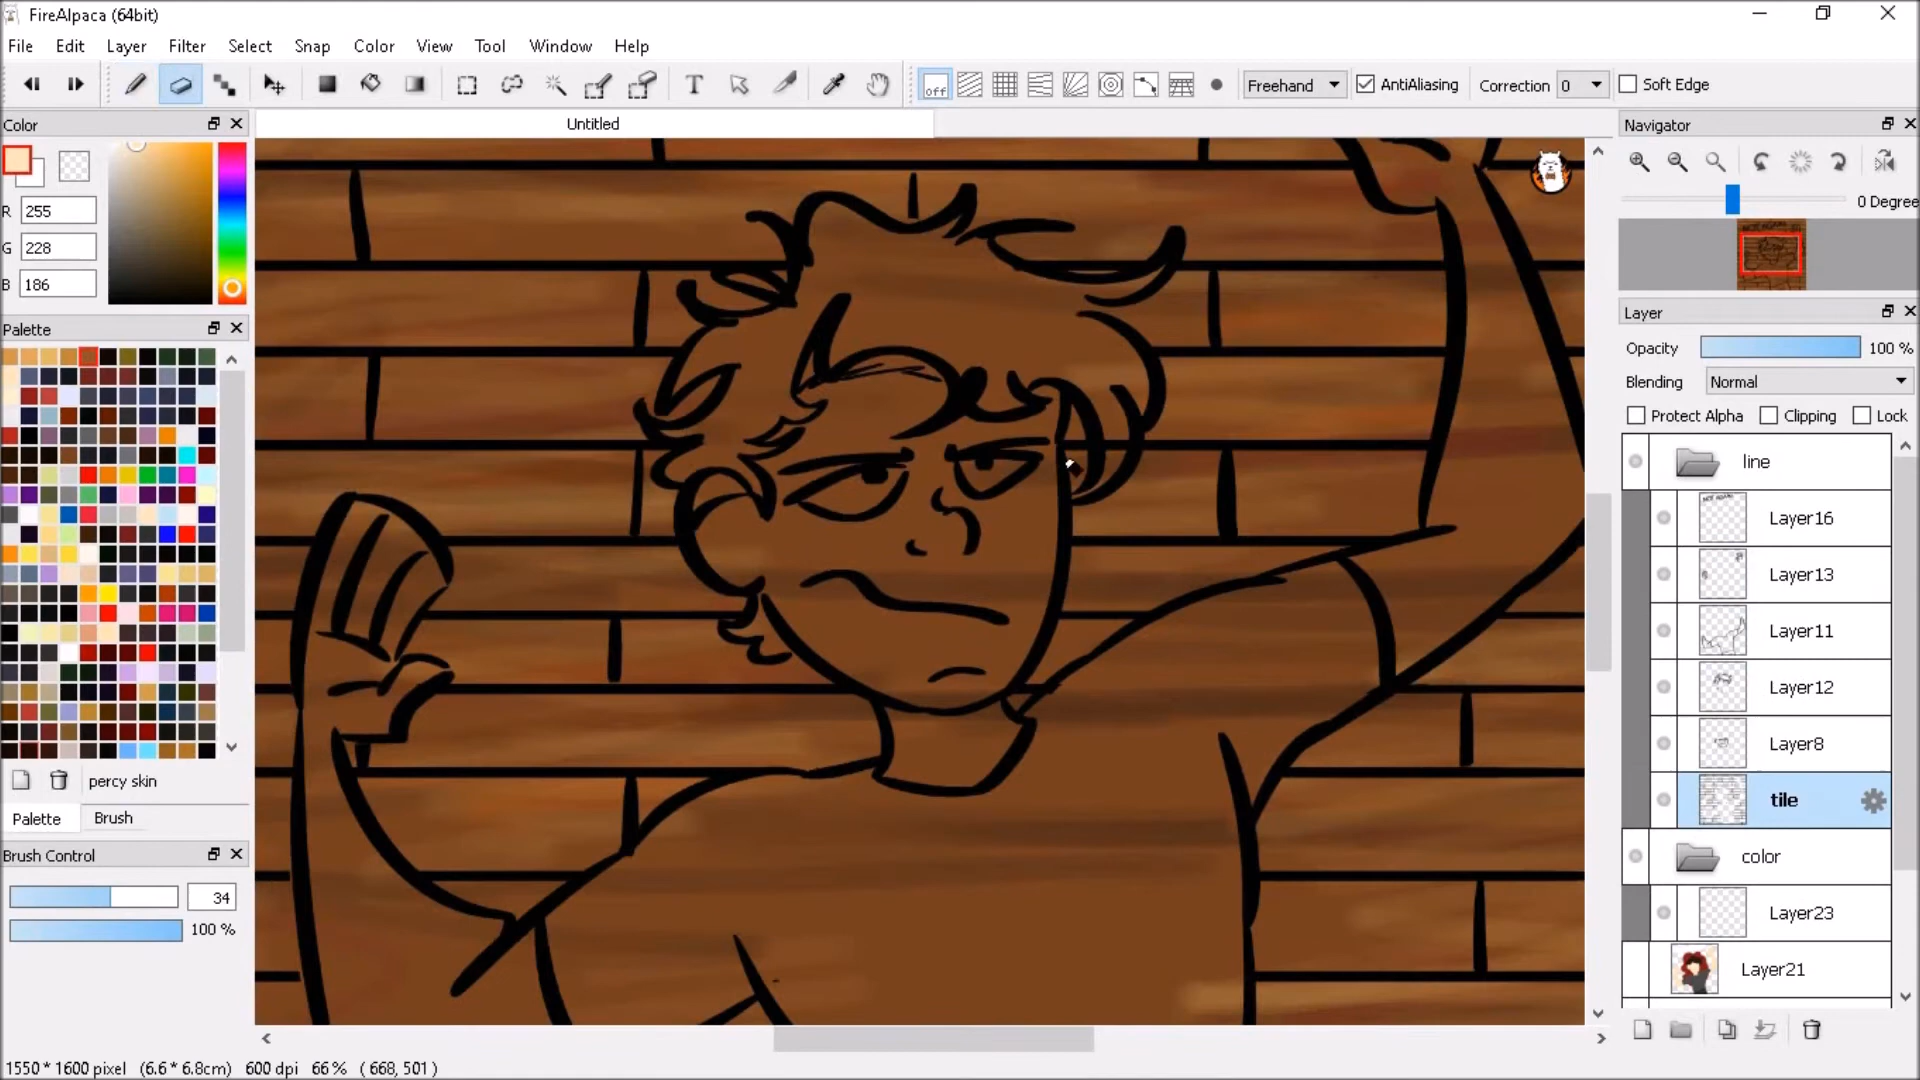 FireAlpaca (64bit)
File Edit Layer Filter Select Snap Color View Tool Window Help
off Freehand AntiAliasing Correction 0 Soft Edge
Color
Untitled
Navigator
R 255
G 228
B 186
0 Degree
Layer
Palette
Opacity 100 %
Blending Normal
Protect Alpha Clipping Lock
line
Layer16
Layer13
Layer11
Layer12
Layer8
tile
color
Layer23
Layer21
percy skin
Palette Brush
Brush Control
34
100 %
1550 * 1600 pixel (6.6 * 6.8cm) 600 dpi 66 % ( 668, 501 )